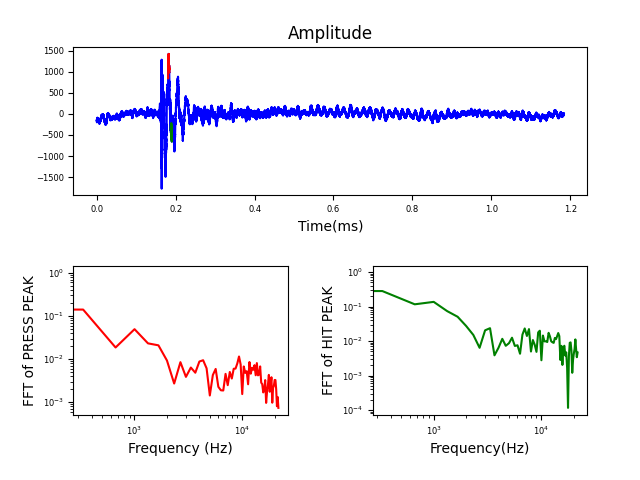 Amplitude
1500
1000
500
0
−500
−1000
−1500
0.0 0.2 0.4 0.6 0.8 1.0 1.2
Time(ms)
FFT of PRESS PEAK
10⁰
10⁻¹
10⁻²
10⁻³
10³ 10⁴
Frequency (Hz)
FFT of HIT PEAK
10⁰
10⁻¹
10⁻²
10⁻³
10⁻⁴
10³ 10⁴
Frequency(Hz)